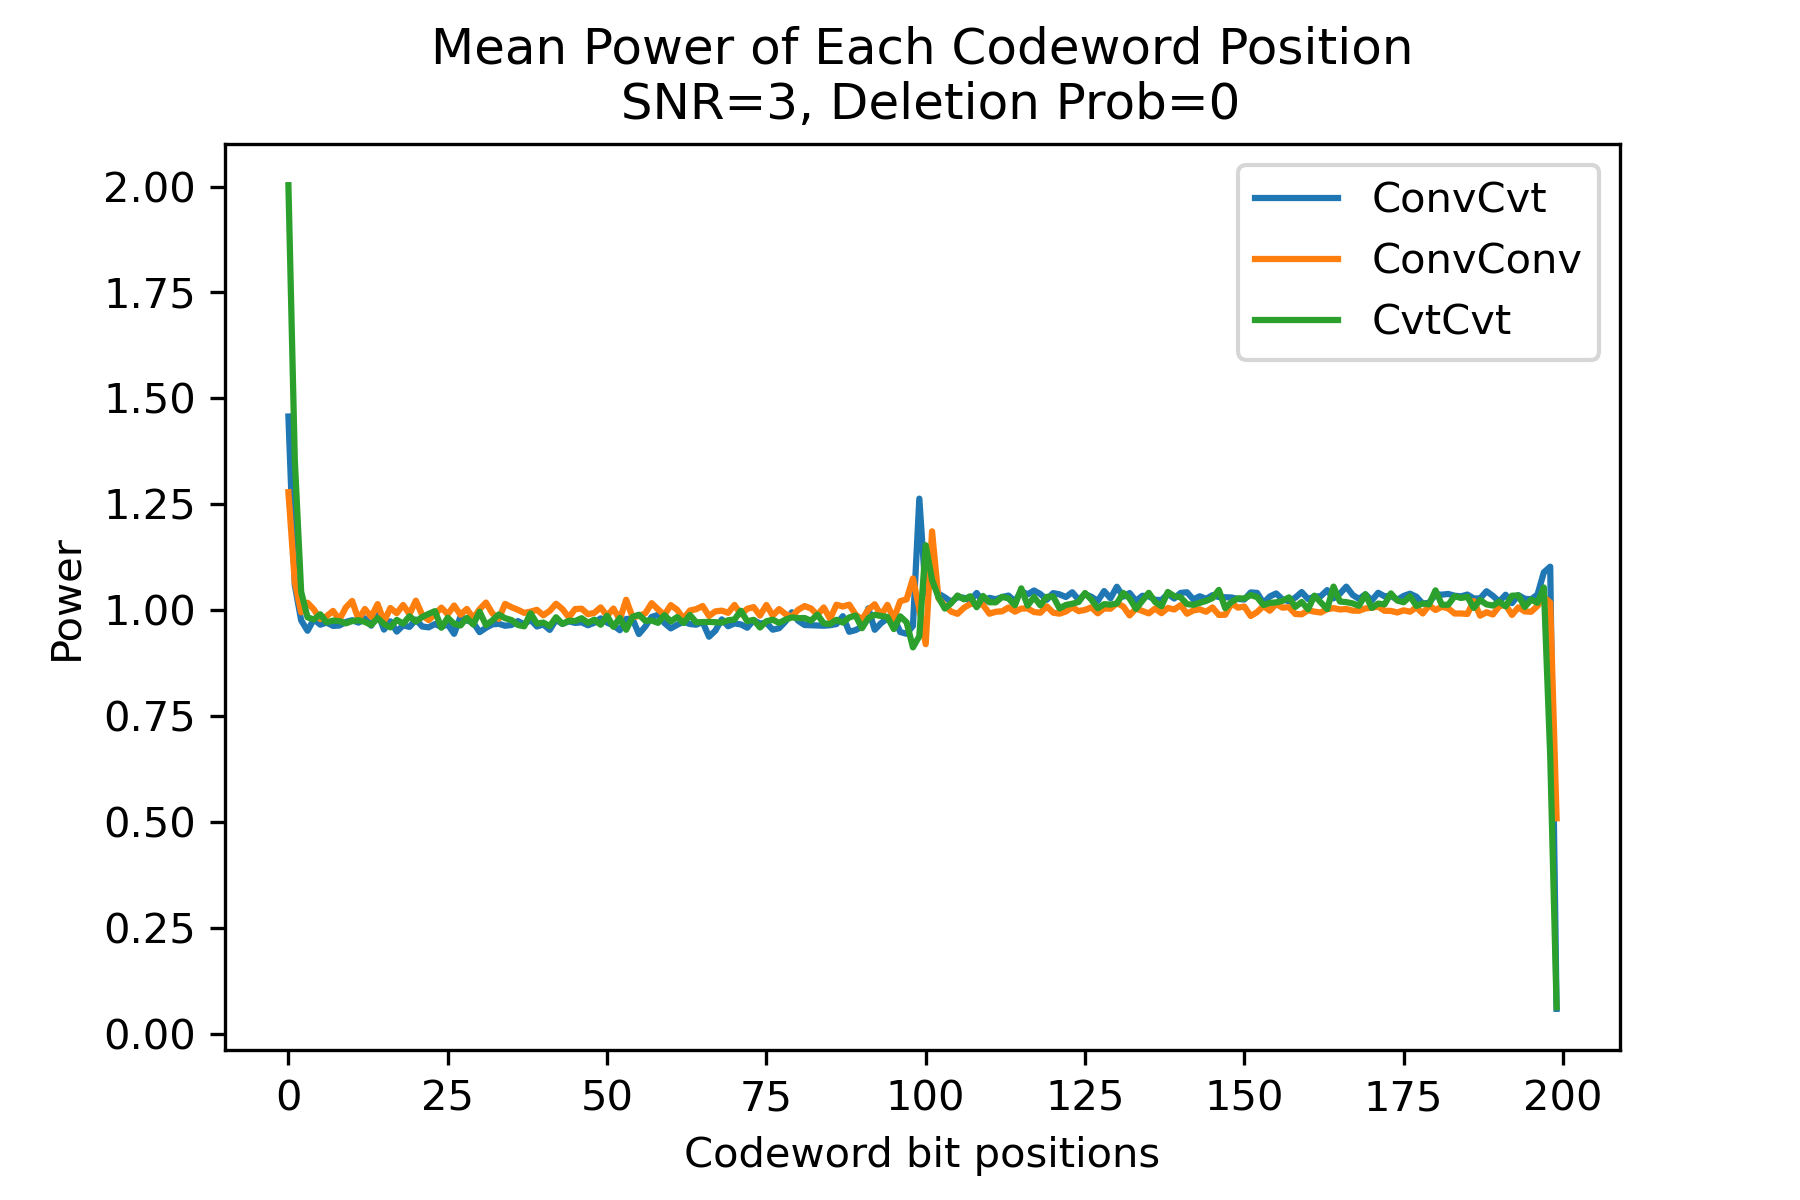 Mean Power of Each Codeword Position
SNR=3, Deletion Prob=0
ConvCvt
ConvConv
CvtCvt
Power
2.00
1.75
1.50
1.25
1.00
0.75
0.50
0.25
0.00
0 25 50 75 100 125 150 175 200
Codeword bit positions